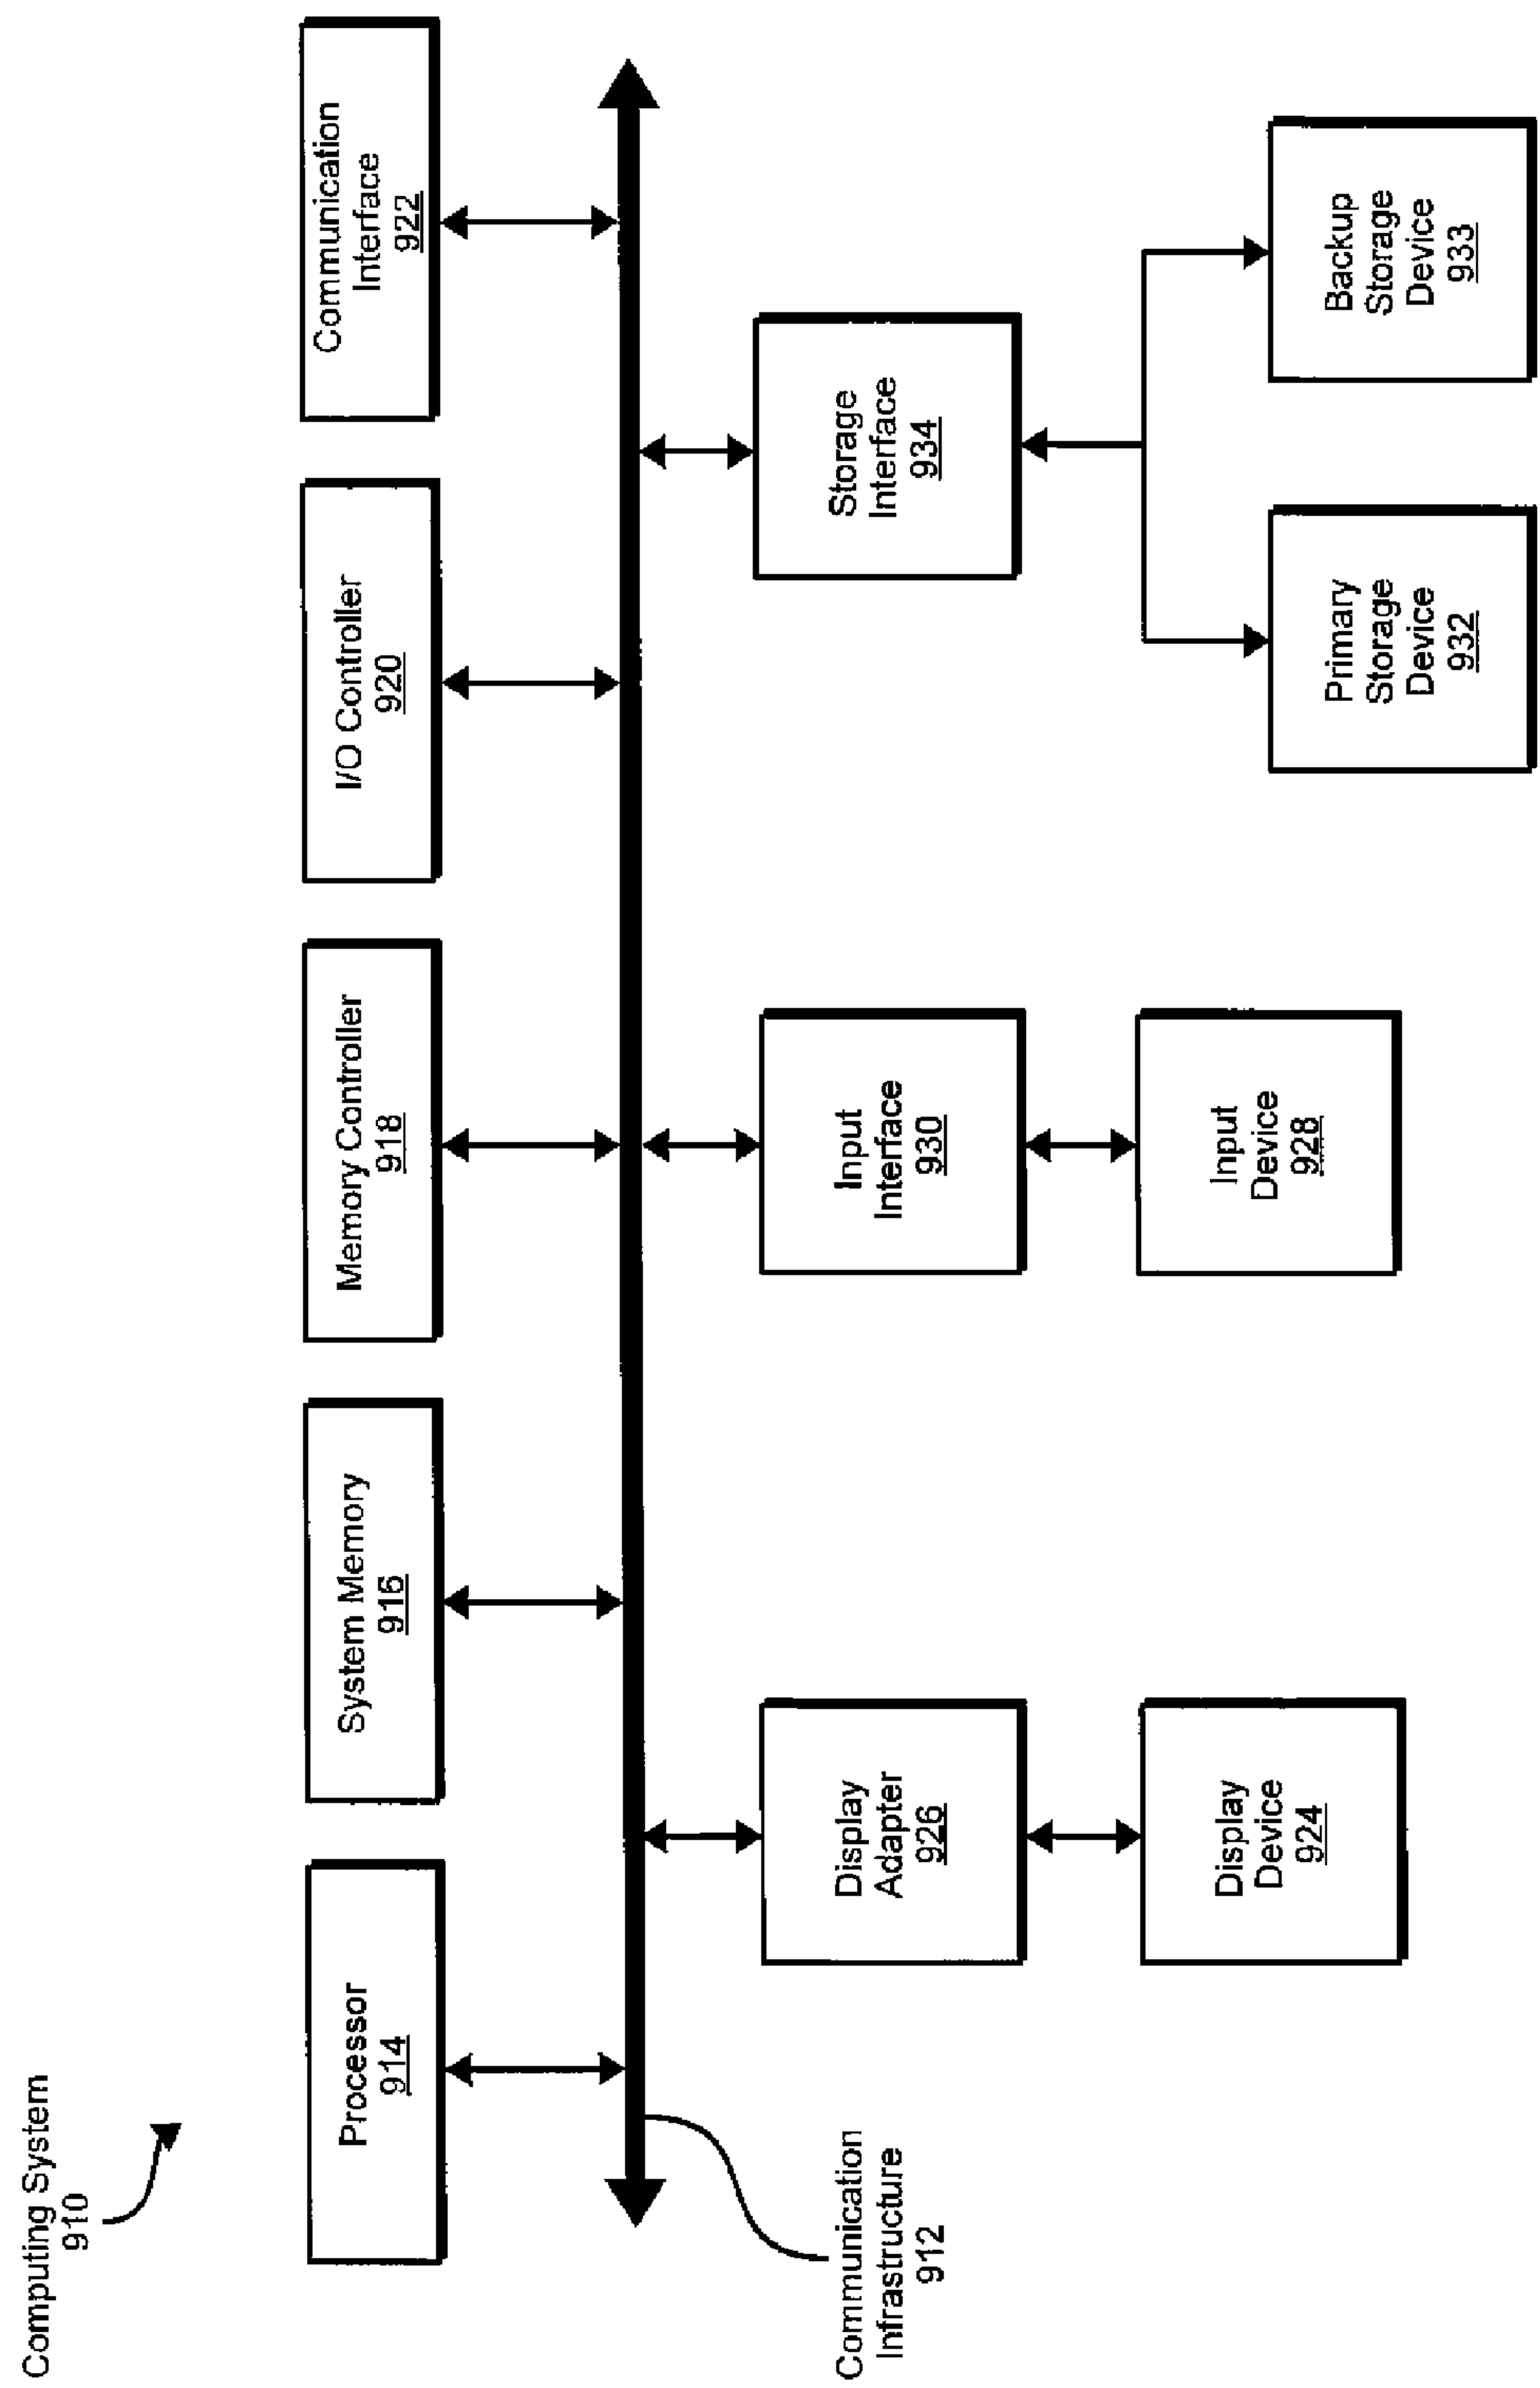 Computing System
910
Processor
914
System Memory
916
Memory Controller
918
I/O Controller
920
Communication
Interface
922
Communication
Infrastructure
912
Display
Adapter
926
Input
Interface
930
Storage
Interface
934
Display
Device
924
Input
Device
928
Primary
Storage
Device
932
Backup
Storage
Device
933